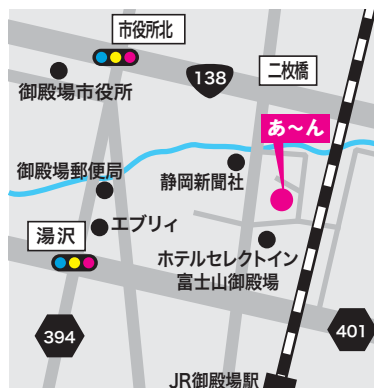 市役所北
138
二枚橋
御殿場市役所
あ～ん
御殿場郵便局
静岡新聞社
湯沢
エブリィ
ホテルセレクトイン
富士山御殿場
394
401
JR御殿場駅